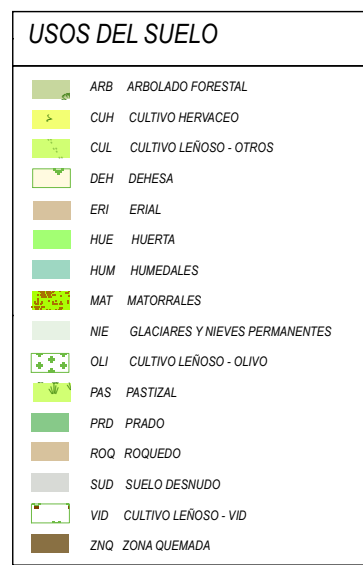 USOS DEL SUELO
ARB ARBOLADO FORESTAL
CUH CULTIVO HERVACEO
CUL CULTIVO LEÑOSO - OTROS
DEH DEHESA
ERI ERIAL
HUE HUERTA
HUM HUMEDALES
MAT MATORRALES
NIE GLACIARES Y NIEVES PERMANENTES
OLI CULTIVO LEÑOSO - OLIVO
PAS PASTIZAL
PRD PRADO
ROQ ROQUEDO
SUD SUELO DESNUDO
VID CULTIVO LEÑOSO - VID
ZNQ ZONA QUEMADA